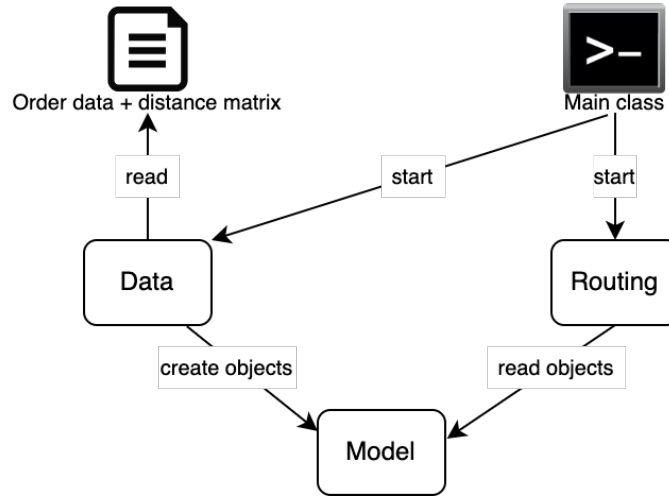 >_
Order data + distance matrix
Main class
read
start
start
Data
Routing
create objects
read objects
Model